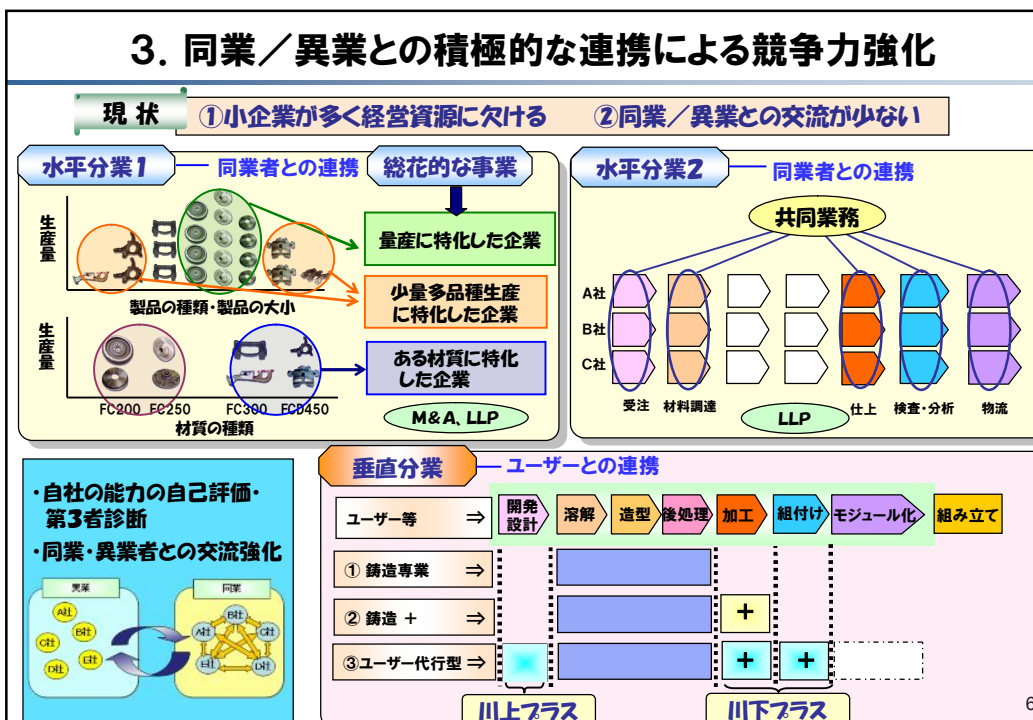 3．同業／異業との積極的な連携による競争力強化
現 状
①小企業が多く経営資源に欠ける　②同業／異業との交流が少ない
水平分業1
同業者との連携
総花的な事業
生産量
製品の種類・製品の大小
量産に特化した企業
少量多品種生産
に特化した企業
生産量
FC200 FC250 FC300 FCD450
材質の種類
ある材質に特化
した企業
M&A、LLP
水平分業2
同業者との連携
共同業務
A社
B社
C社
受注 材料調達 仕上 検査・分析 物流
LLP
・自社の能力の自己評価・
第3者診断
・同業・異業者との交流強化
異業
A社
B社
C社
E社
D社
同業
B社
A社
C社
E社
D社
垂直分業
ユーザーとの連携
ユーザー等 ⇒
開発
設計
溶解
造型
後処理
加工
組付け
モジュール化
組み立て
① 鋳造専業 ⇒
② 鋳造 + ⇒
+
③ユーザー代行型 ⇒
+ +
川上プラス
川下プラス
6